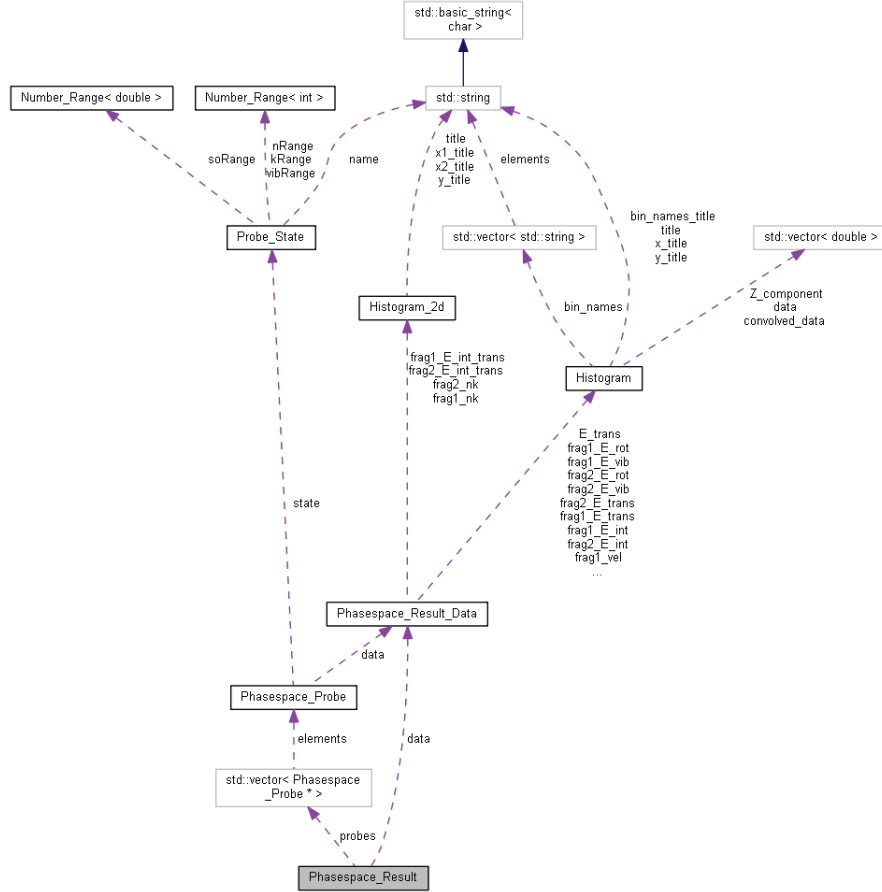 std::basic_string<
char >
Number_Range< double >
Number_Range< int >
std::string
soRange
nRange
kRange
vibRange
name
title
x1_title
x2_title
y_title
elements
bin_names_title
title
x_title
y_title
Probe_State
std::vector< std::string >
std::vector< double >
Histogram_2d
bin_names
Z_component
data
convolved_data
frag1_E_int_trans
frag2_E_int_trans
frag2_nk
frag1_nk
Histogram
E_trans
frag1_E_rot
frag1_E_vib
frag2_E_rot
frag2_E_vib
frag2_E_trans
frag1_E_trans
frag1_E_int
frag2_E_int
frag1_vel
...
state
Phasespace_Result_Data
data
Phasespace_Probe
elements
data
std::vector< Phasespace
_Probe * >
probes
Phasespace_Result